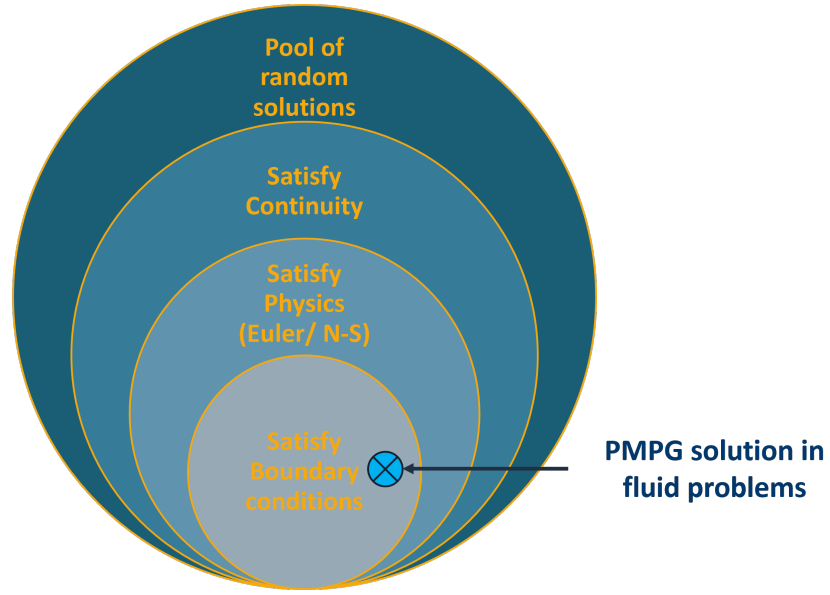 Pool of
random
solutions
Satisfy
Continuity
Satisfy
Physics
(Euler/ N-S)
Satisfy
Boundary
conditions
PMPG solution in
fluid problems